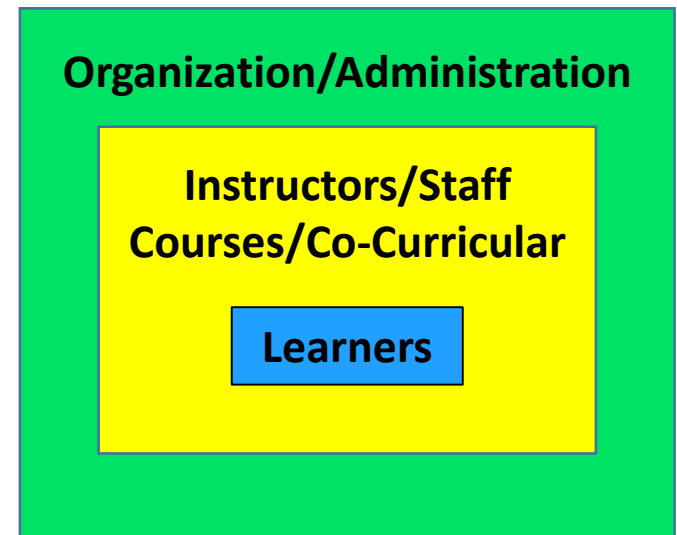 Organization/Administration
Instructors/Staff
Courses/Co-Curricular
Learners